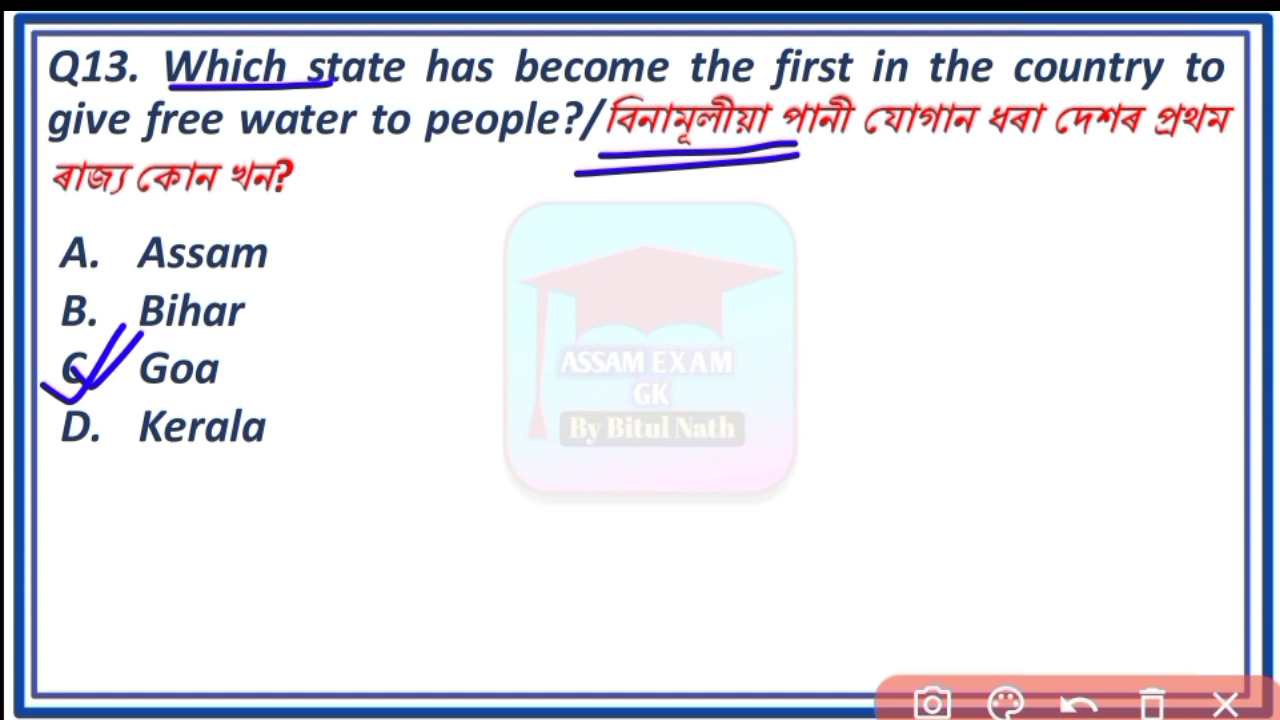 Q13. Which state has become the first in the country to
give free water to people?/বিনামূলীয়া পানী যোগান ধৰা দেশৰ প্ৰথম
ৰাজ্য কোন খন?
A. Assam
B. Bihar
C. Goa
D. Kerala
ASSAM EXAM
GK
By Bitul Nath